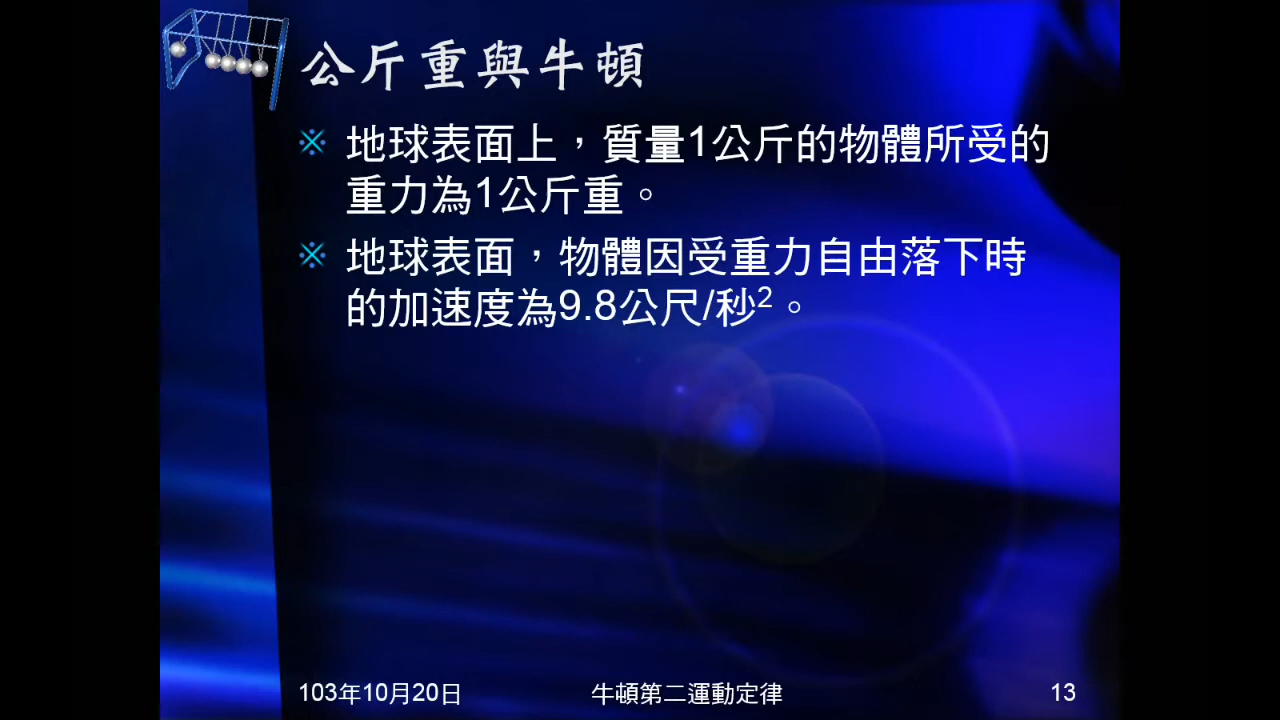 公斤重與牛頓
※ 地球表面上，質量1公斤的物體所受的
重力為1公斤重。
※ 地球表面，物體因受重力自由落下時
的加速度為9.8公尺/秒²。
103年10月20日 牛頓第二運動定律 13